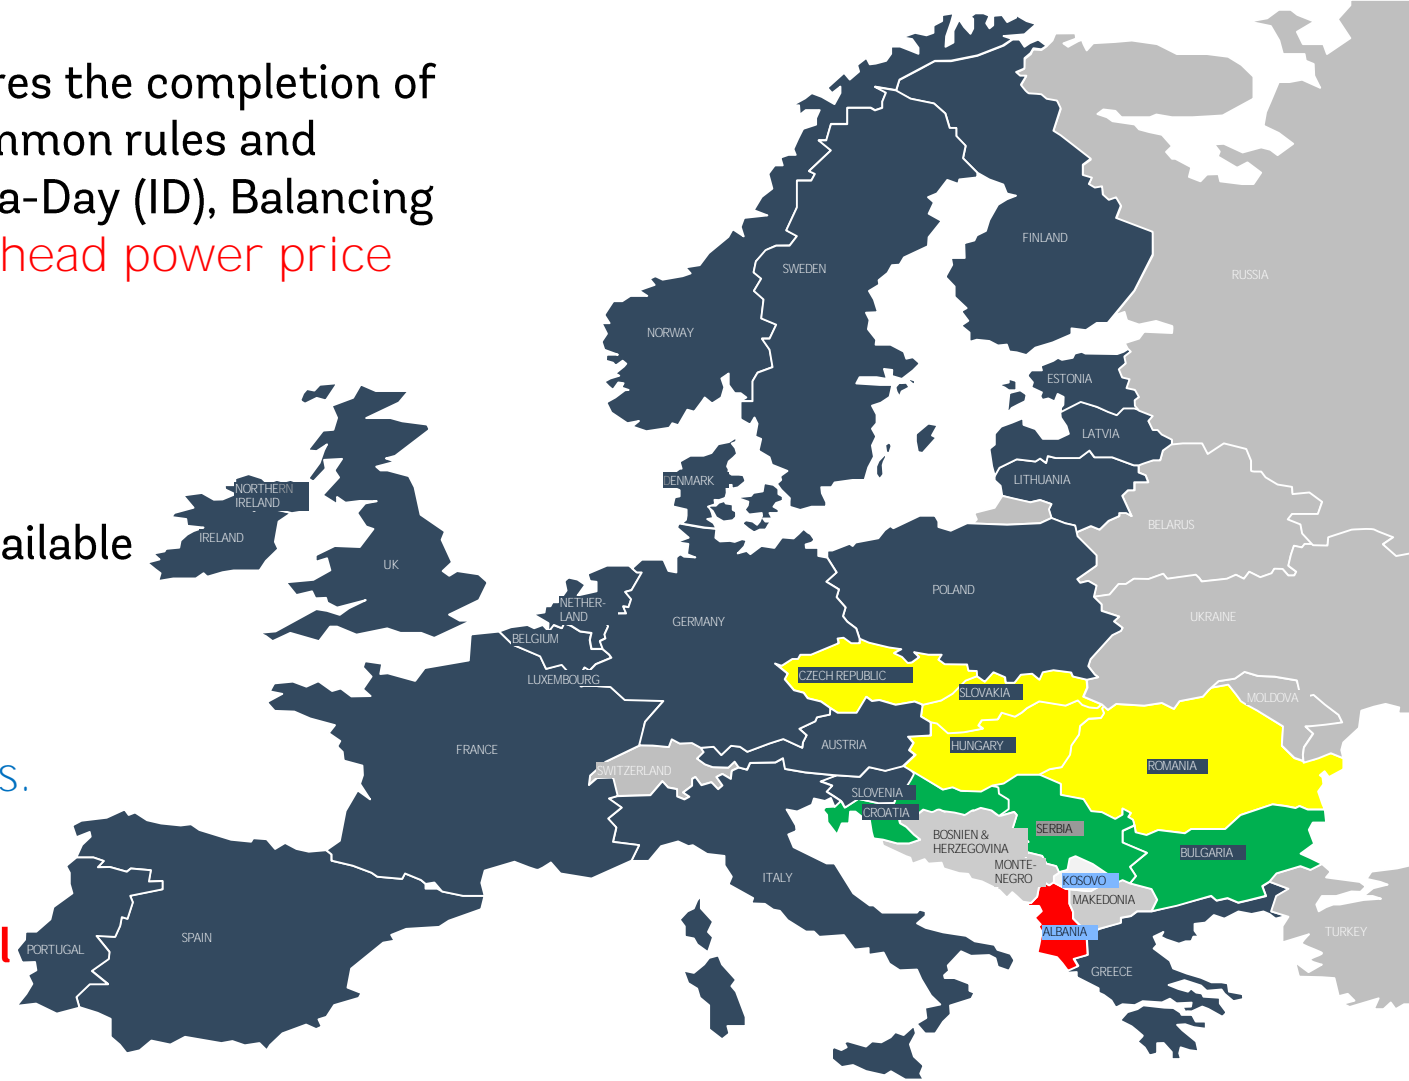 res the completion of
mmon rules and
a-Day (ID), Balancing
head power price
ailable
s.
l
FINLAND
SWEDEN
RUSSIA
NORWAY
ESTONIA
LATVIA
LITHUANIA
DENMARK
NORTHERN
IRELAND
IRELAND
UK
BELARUS
POLAND
NETHER-
LAND
GERMANY
UKRAINE
BELGIUM
LUXEMBOURG
CZECH REPUBLIC
SLOVAKIA
MOLDOVA
FRANCE
AUSTRIA
HUNGARY
SWITZERLAND
ROMANIA
SLOVENIA
CROATIA
BOSNIEN &
HERZEGOVINA
SERBIA
BULGARIA
MONTE-
NEGRO
KOSOVO
ITALY
MAKEDONIA
ALBANIA
TURKEY
SPAIN
PORTUGAL
GREECE